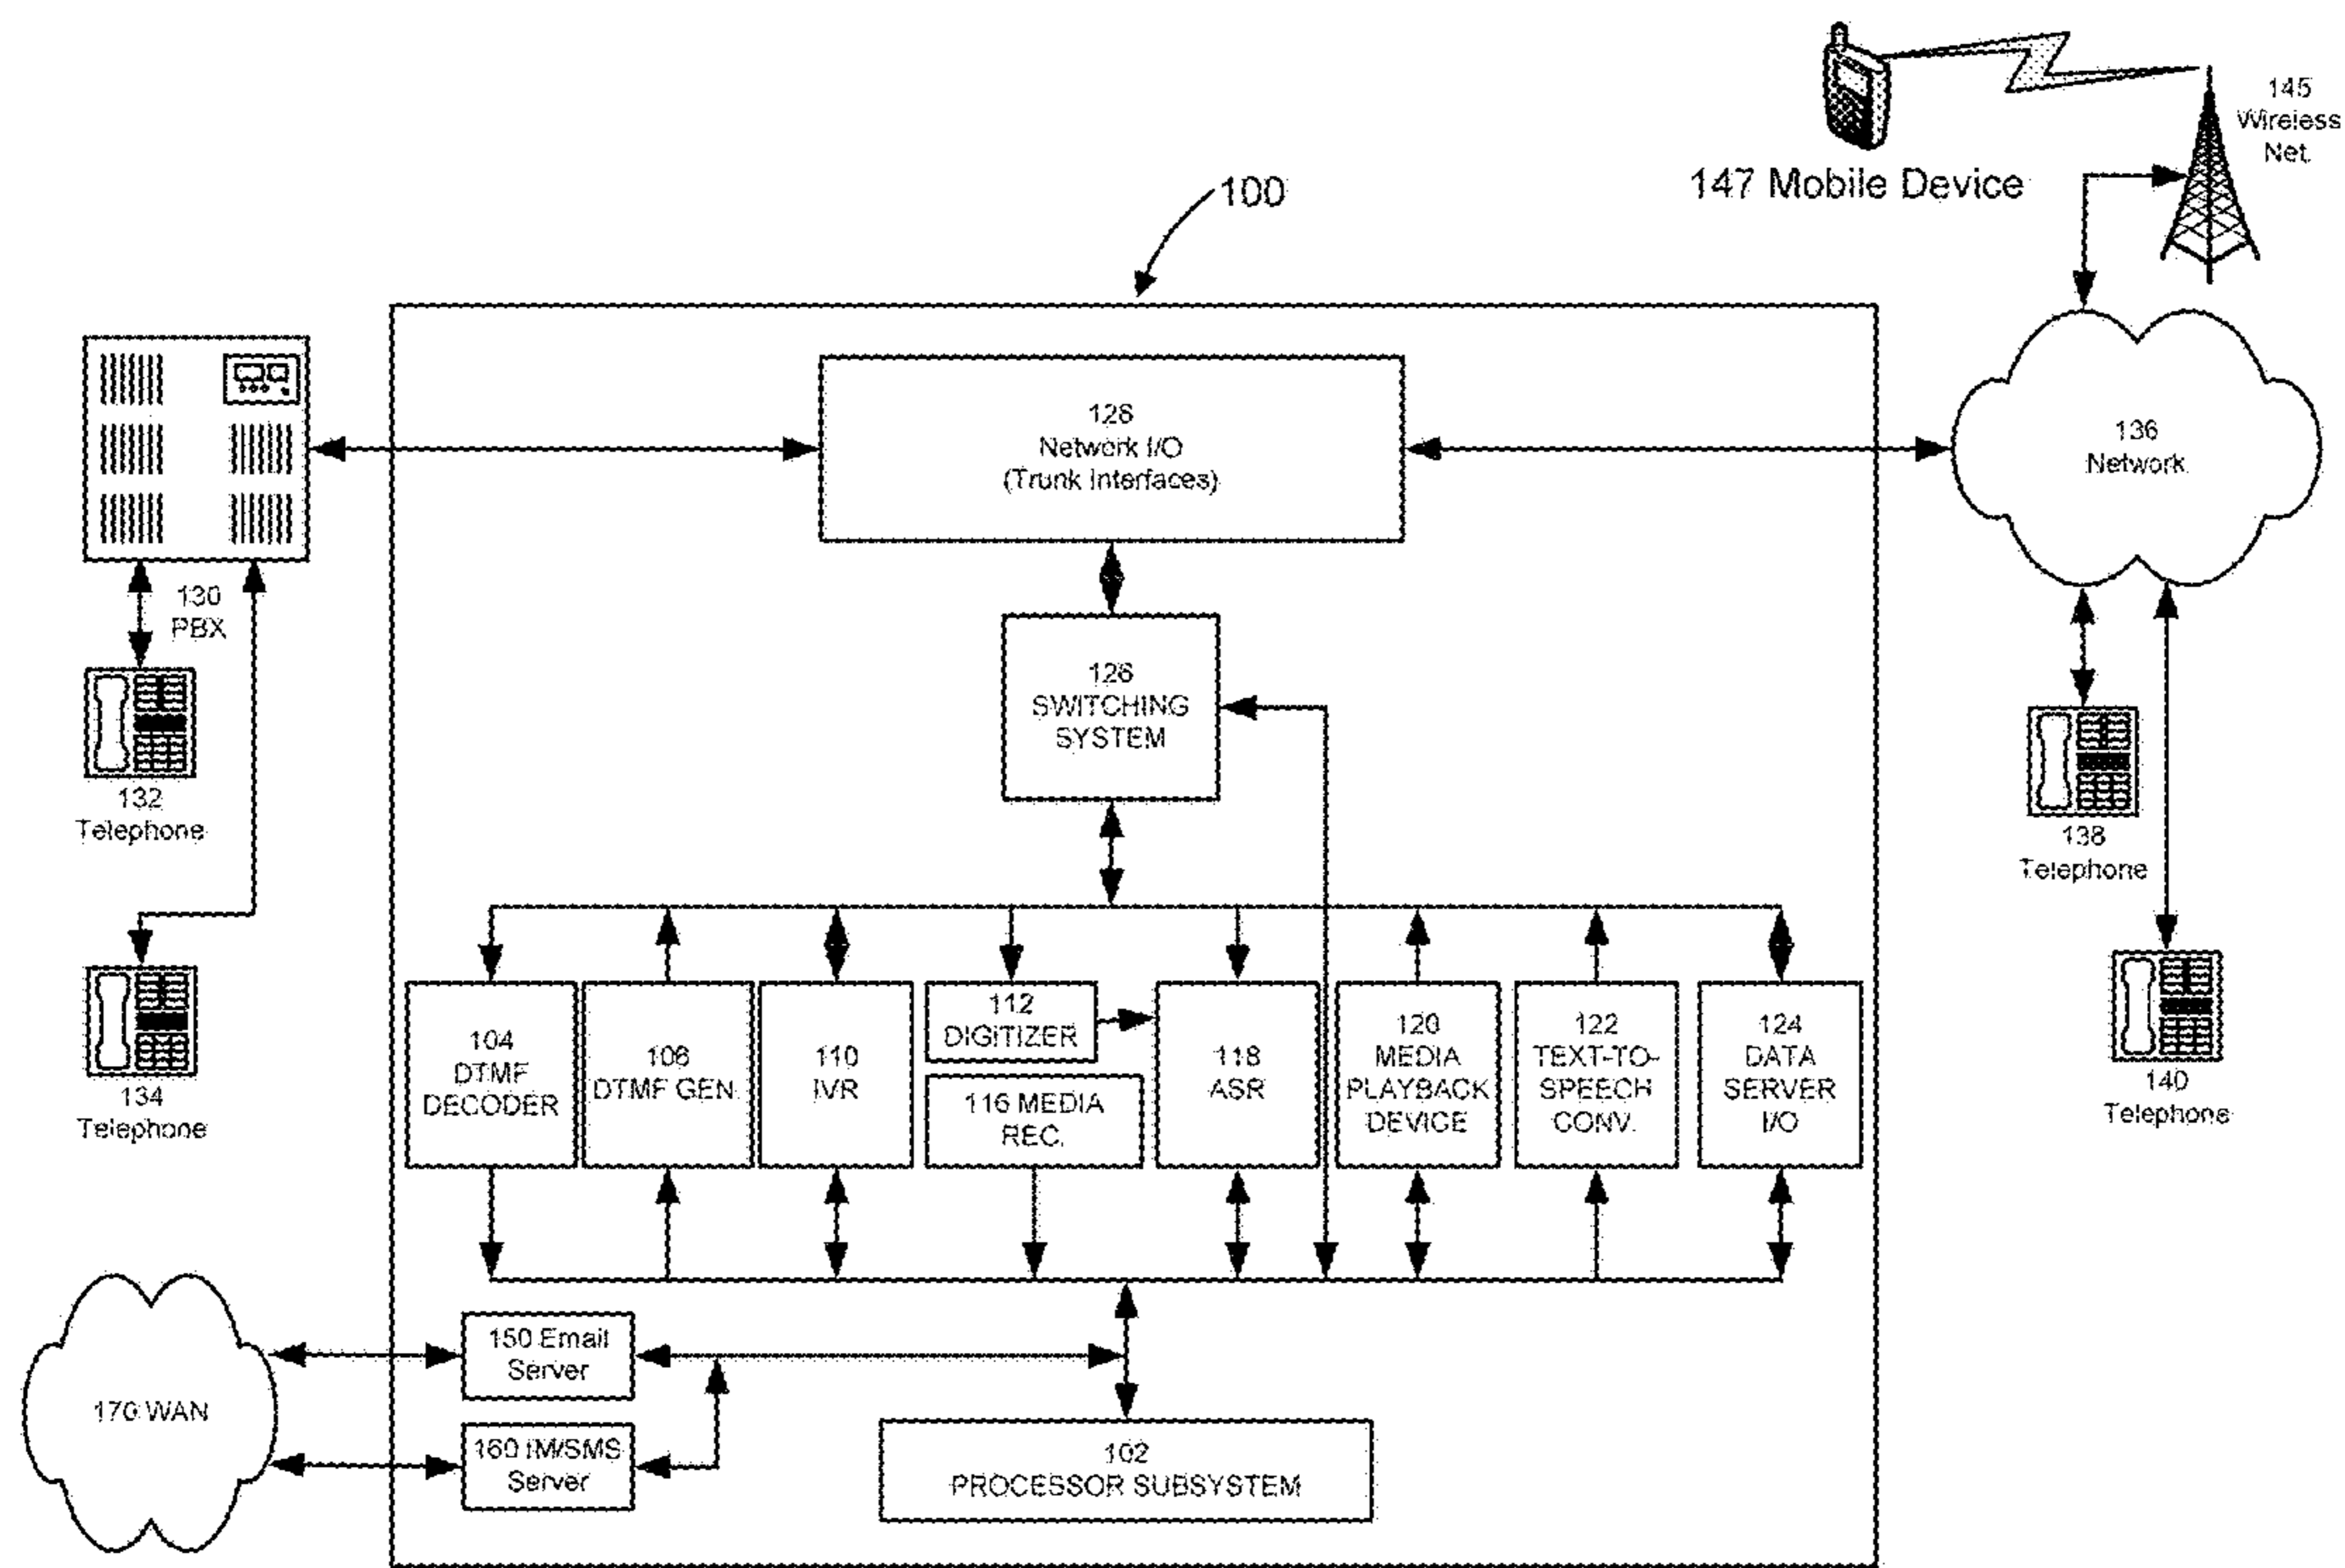 145
Wireless
Net.
147 Mobile Device
100
128
Network I/O
(Trunk Interfaces)
136
Network
130
PBX
126
SWITCHING
SYSTEM
132
Telephone
138
Telephone
134
Telephone
104
DTMF
DECODER
106
DTMF GEN.
110
IVR
112
DIGITIZER
116 MEDIA
REC.
118
ASR
120
MEDIA
PLAYBACK
DEVICE
122
TEXT-TO-
SPEECH
CONV.
124
DATA
SERVER
I/O
140
Telephone
150 Email
Server
170 WAN
160 IM/SMS
Server
102
PROCESSOR SUBSYSTEM